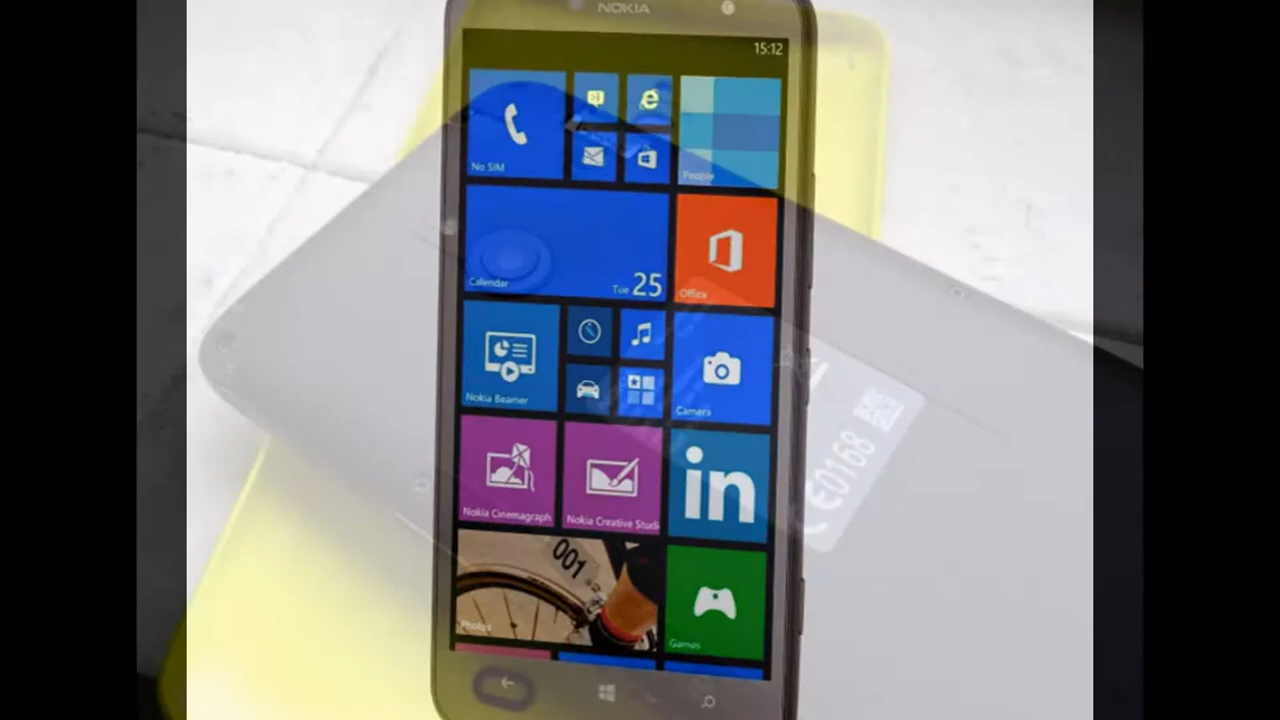 NOKIA
15:12
No SIM
People
Calendar
Tue 25
Office
Nokia Beamer
Camera
Nokia Cinemagraph
Nokia Creative Studi
in
001
CE0168
Photos
Games